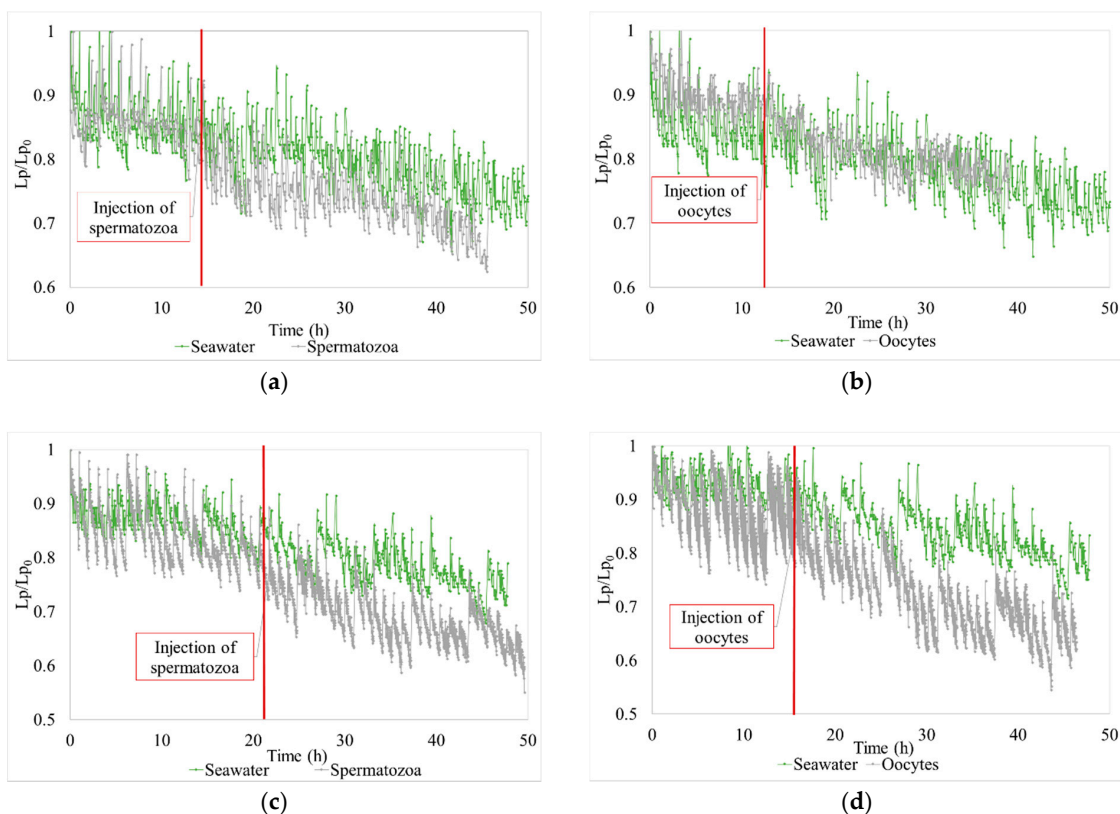 1
0.9
0.8
0.7
0.6
Lp/Lp0
Injection of
spermatozoa
0 10 20 30 40 50
Time (h)
Seawater Spermatozoa
(a)
1
0.9
0.8
0.7
0.6
Lp/Lp0
Injection of
oocytes
0 10 20 30 40 50
Time (h)
Seawater Oocytes
(b)
1
0.9
0.8
0.7
0.6
0.5
Lp/Lp0
Injection of
spermatozoa
0 10 20 30 40 50
Time (h)
Seawater Spermatozoa
(c)
1
0.9
0.8
0.7
0.6
0.5
Lp/Lp0
Injection of
oocytes
0 10 20 30 40 50
Time (h)
Seawater Oocytes
(d)